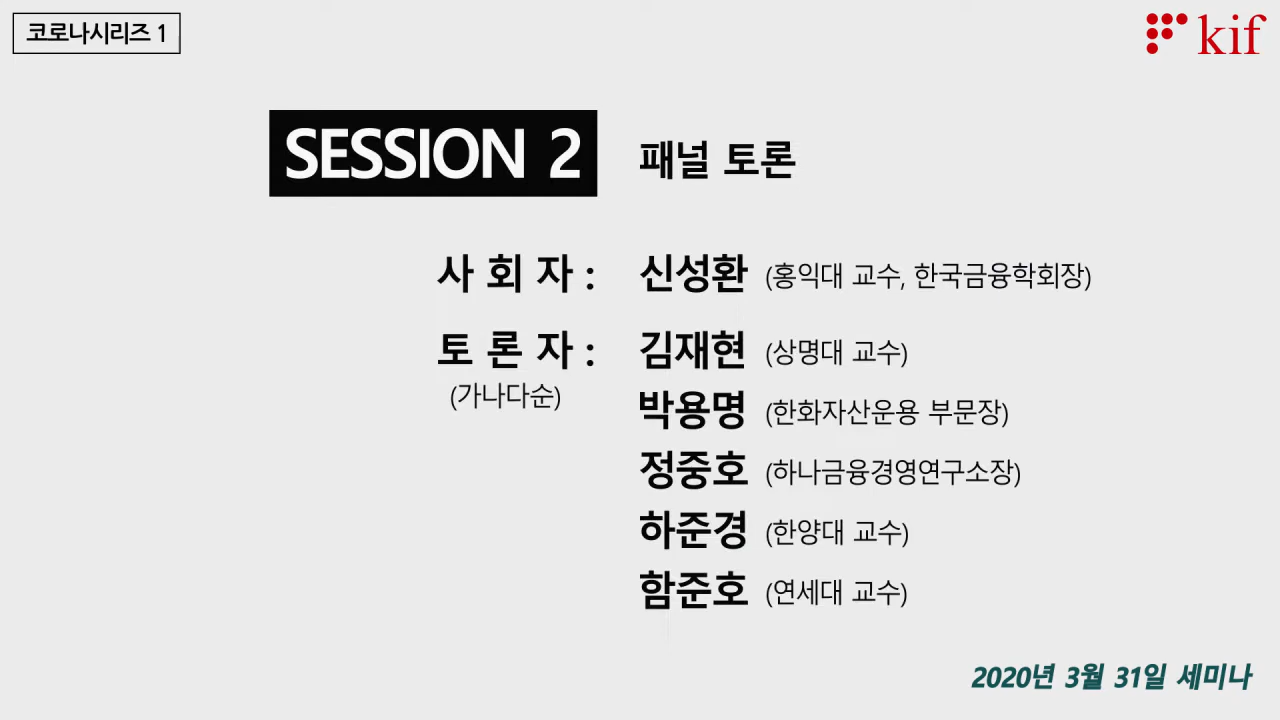 코로나시리즈 1
kif
SESSION 2 패널 토론
사 회 자 : 신성환 (홍익대 교수, 한국금융학회장)
토 론 자 : 김재현 (상명대 교수)
(가나다순)
박용명 (한화자산운용 부문장)
정중호 (하나금융경영연구소장)
하준경 (한양대 교수)
함준호 (연세대 교수)
2020년 3월 31일 세미나